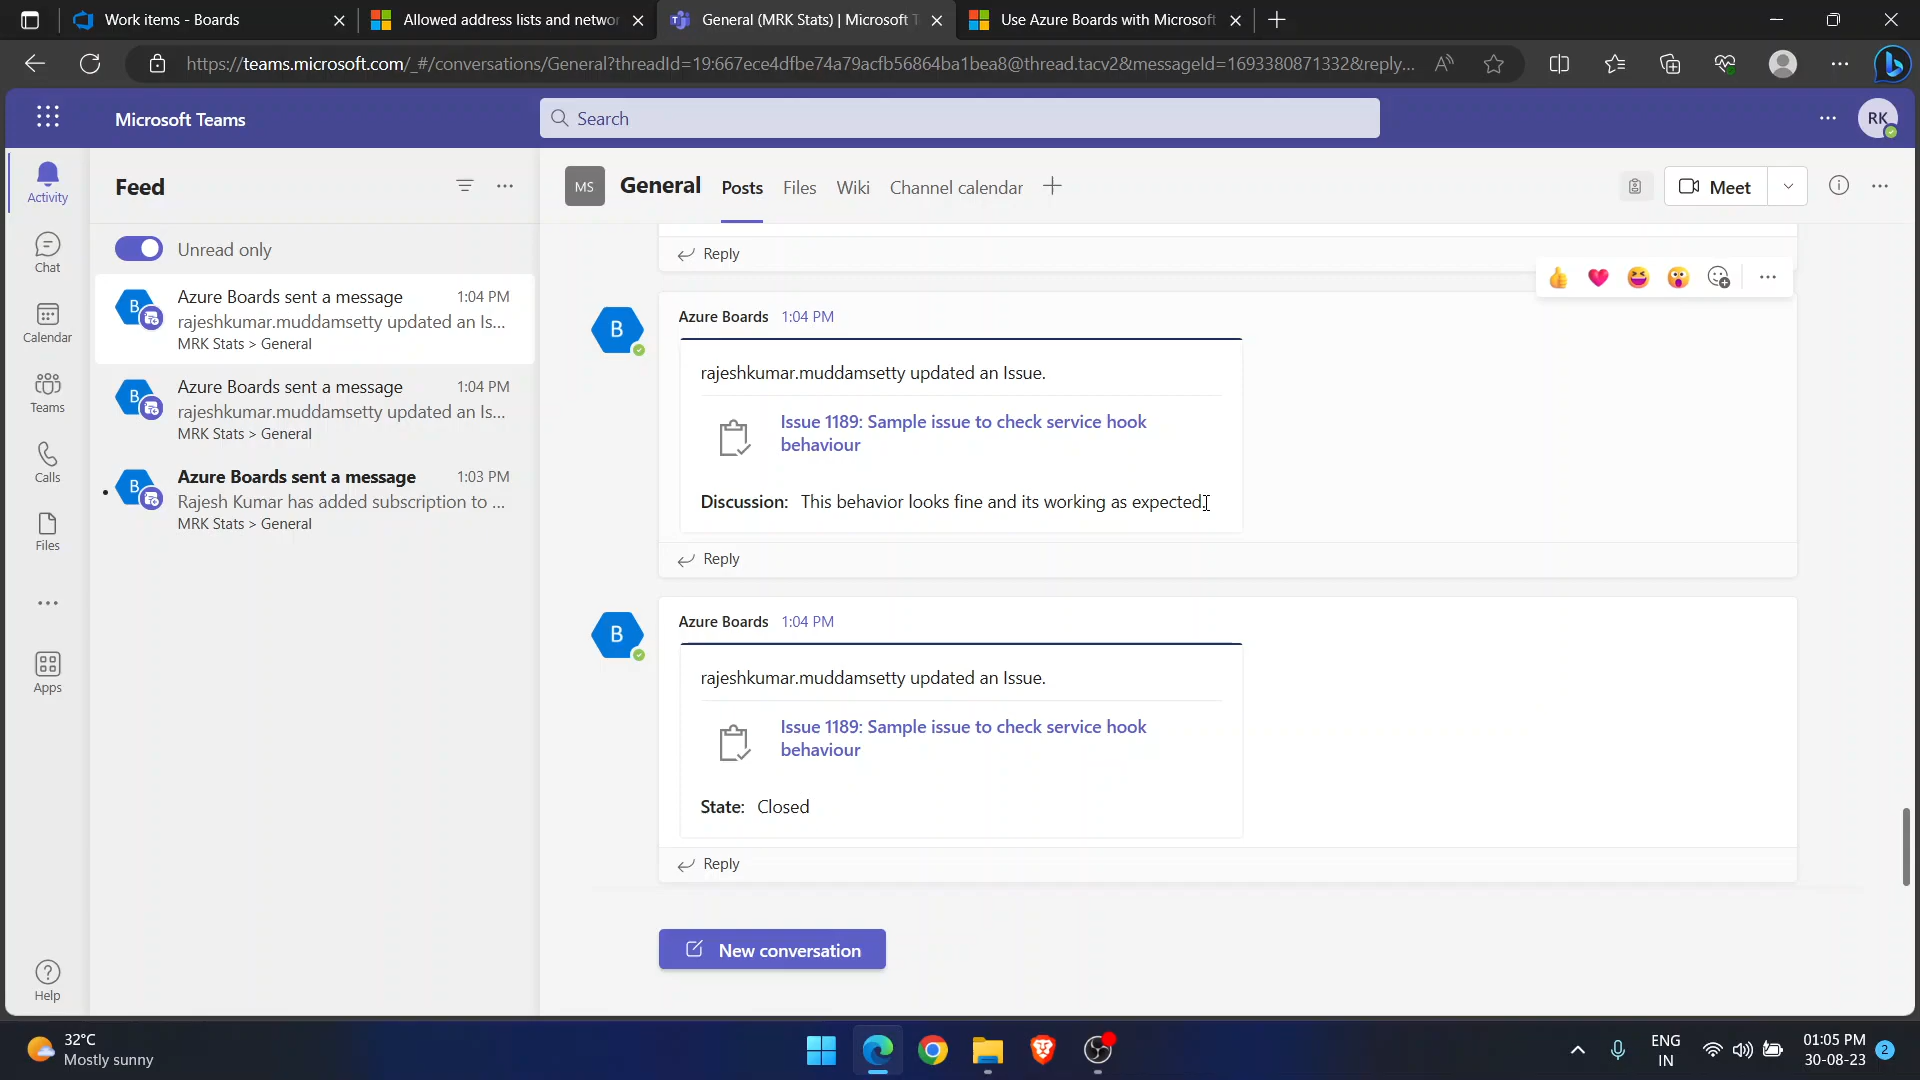 Work items - Boards
Allowed address lists and networ
General (MRK Stats) | Microsoft T
Use Azure Boards with Microsoft
https://teams.microsoft.com/_#/conversations/General?threadId=19:667ece4dfbe74a79acfb56864ba1bea8@thread.tacv2&messageId=1693380871332&reply...
Microsoft Teams
Search
RK
Activity
Chat
Calendar
Teams
Calls
Files
Apps
Help
Feed
Unread only
B
Azure Boards sent a message 1:04 PM
rajeshkumar.muddamsetty updated an Is...
MRK Stats > General
B
Azure Boards sent a message 1:04 PM
rajeshkumar.muddamsetty updated an Is...
MRK Stats > General
B
Azure Boards sent a message 1:03 PM
Rajesh Kumar has added subscription to ...
MRK Stats > General
MS General Posts Files Wiki Channel calendar
Meet
Reply
B
Azure Boards 1:04 PM
rajeshkumar.muddamsetty updated an Issue.
Issue 1189: Sample issue to check service hook
behaviour
Discussion: This behavior looks fine and its working as expected.
Reply
B
Azure Boards 1:04 PM
rajeshkumar.muddamsetty updated an Issue.
Issue 1189: Sample issue to check service hook
behaviour
State: Closed
Reply
New conversation
32°C
Mostly sunny
ENG
IN
01:05 PM
30-08-23
2